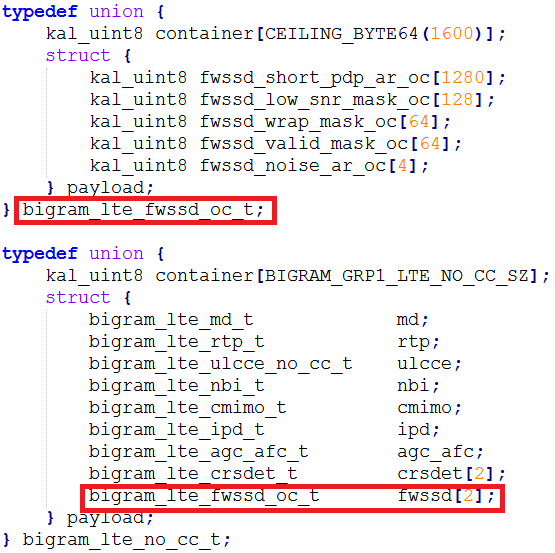 typedef union {
    kal_uint8 container[CEILING_BYTE64(1600)];
    struct {
        kal_uint8 fwssd_short_pdp_ar_oc[1280];
        kal_uint8 fwssd_low_snr_mask_oc[128];
        kal_uint8 fwssd_wrap_mask_oc[64];
        kal_uint8 fwssd_valid_mask_oc[64];
        kal_uint8 fwssd_noise_ar_oc[4];
    } payload;
} bigram_lte_fwssd_oc_t;
typedef union {
    kal_uint8 container[BIGRAM_GRP1_LTE_NO_CC_SZ];
    struct {
        bigram_lte_md_t             md;
        bigram_lte_rtp_t            rtp;
        bigram_lte_ulcce_no_cc_t    ulcce;
        bigram_lte_nbi_t            nbi;
        bigram_lte_cmimo_t          cmimo;
        bigram_lte_ipd_t            ipd;
        bigram_lte_agc_afc_t        agc_afc;
        bigram_lte_crsdet_t         crsdet[2];
        bigram_lte_fwssd_oc_t       fwssd[2];
    } payload;
} bigram_lte_no_cc_t;